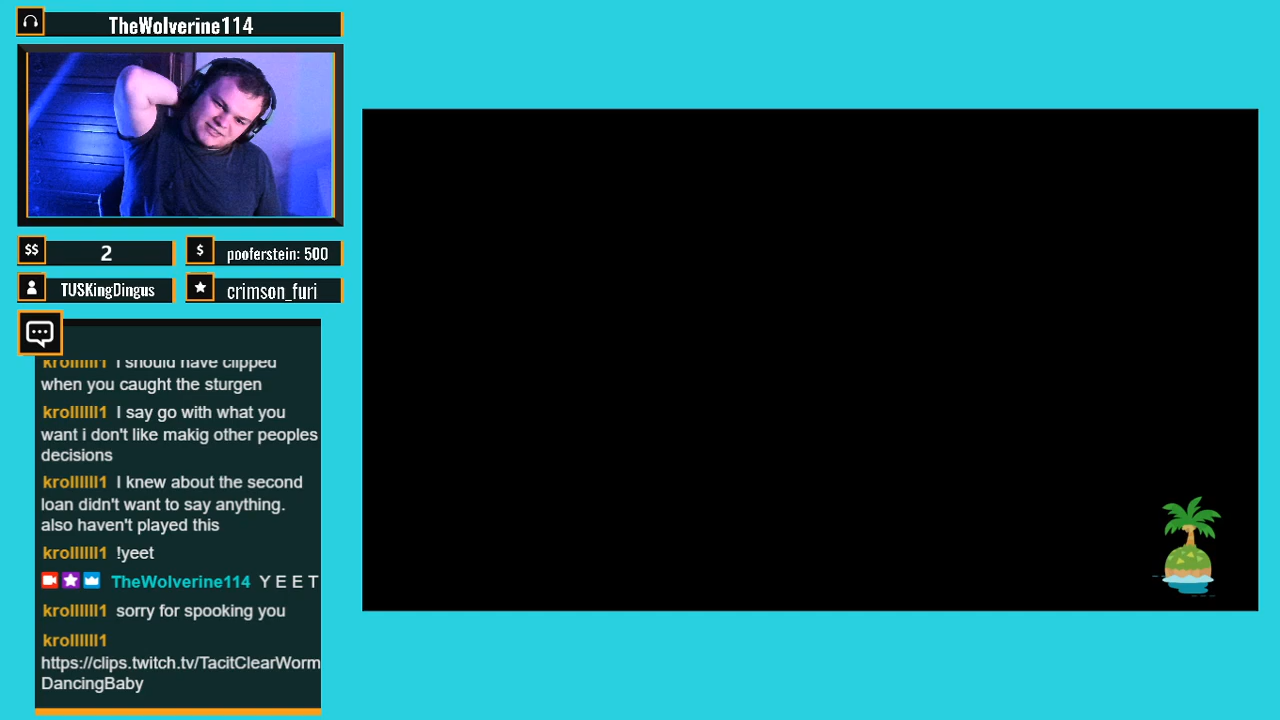 TheWolverine114
$$ 2
$ pooferstein: 500
TUSKingDingus
crimson_furi
krollllll1 I should have clipped
when you caught the sturgen
krollllll1 I say go with what you
want i don't like makig other peoples
decisions
krollllll1 I knew about the second
loan didn't want to say anything.
also haven't played this
krollllll1 !yeet
TheWolverine114 Y E E T
krollllll1 sorry for spooking you
krollllll1
https://clips.twitch.tv/TacitClearWorm
DancingBaby